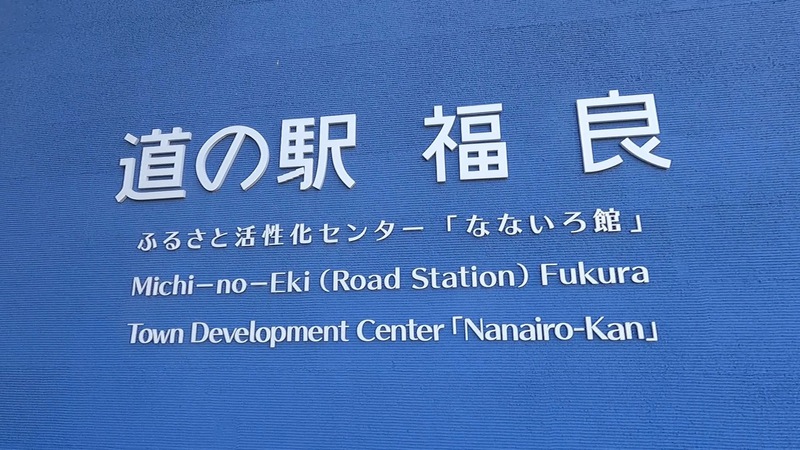 道の駅 福良
ふるさと活性化センター「なないろ館」
Michi-no-Eki (Road Station) Fukura
Town Development Center「Nanairo-Kan」